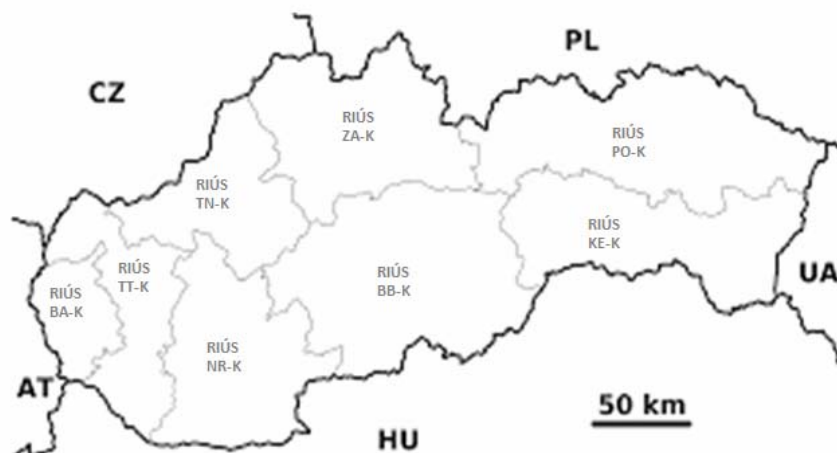 PL
CZ
RIÚS
ZA-K
RIÚS
PO-K
RIÚS
TN-K
RIÚS
KE-K
RIÚS
TT-K
RIÚS
BB-K
UA
RIÚS
BA-K
RIÚS
NR-K
AT
50 km
HU